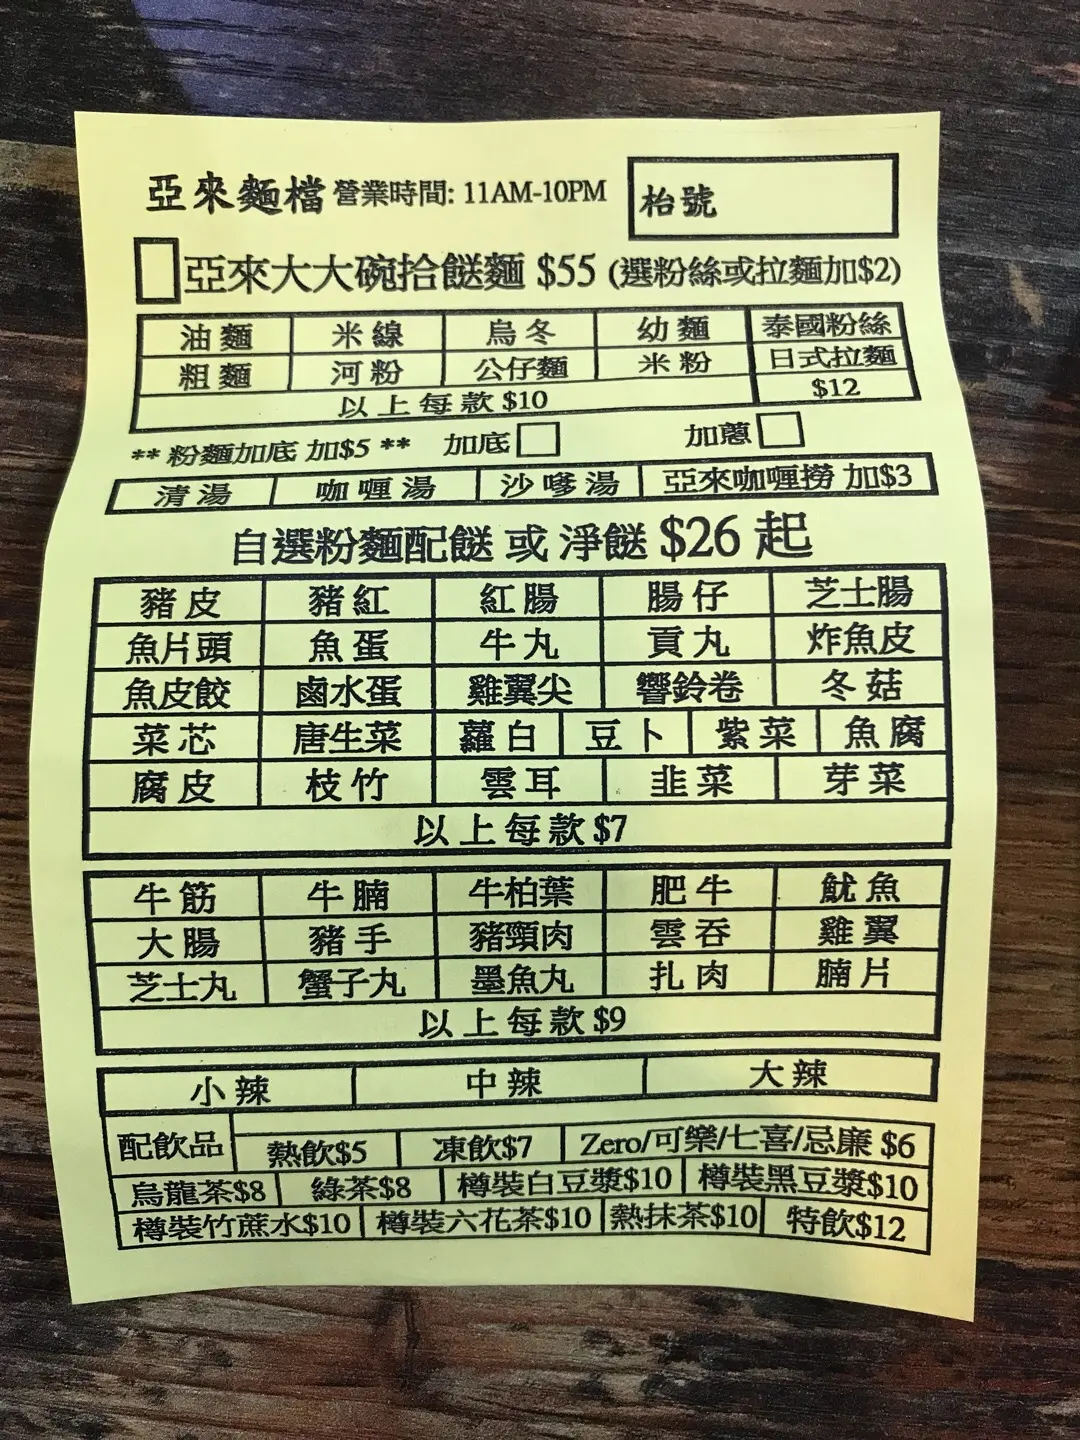 亞來麵檔 營業時間: 11AM-10PM 枱號
亞來大大碗拾餸麵 $55 (選粉絲或拉麵加$2)
油麵 米線 烏冬 幼麵 泰國粉絲
粗麵 河粉 公仔麵 米粉 日式拉麵
以上每款 $10 $12
** 粉麵加底 加$5 ** 加底 加蔥
清湯 咖喱湯 沙嗲湯 亞來咖喱撈 加$3
自選粉麵配餸 或 淨餸 $26 起
豬皮 豬紅 紅腸 腸仔 芝士腸
魚片頭 魚蛋 牛丸 貢丸 炸魚皮
魚皮餃 鹵水蛋 雞翼尖 響鈴卷 冬菇
菜芯 唐生菜 蘿白 豆卜 紫菜 魚腐
腐皮 枝竹 雲耳 韭菜 芽菜
以上每款 $7
牛筋 牛腩 牛柏葉 肥牛 魷魚
大腸 豬手 豬頸肉 雲吞 雞翼
芝士丸 蟹子丸 墨魚丸 扎肉 腩片
以上每款 $9
小辣 中辣 大辣
配飲品 熱飲$5 凍飲$7 Zero/可樂/七喜/忌廉 $6
烏龍茶$8 綠茶$8 樽裝白豆漿$10 樽裝黑豆漿$10
樽裝竹蔗水$10 樽裝六花茶$10 熱抹茶$10 特飲$12